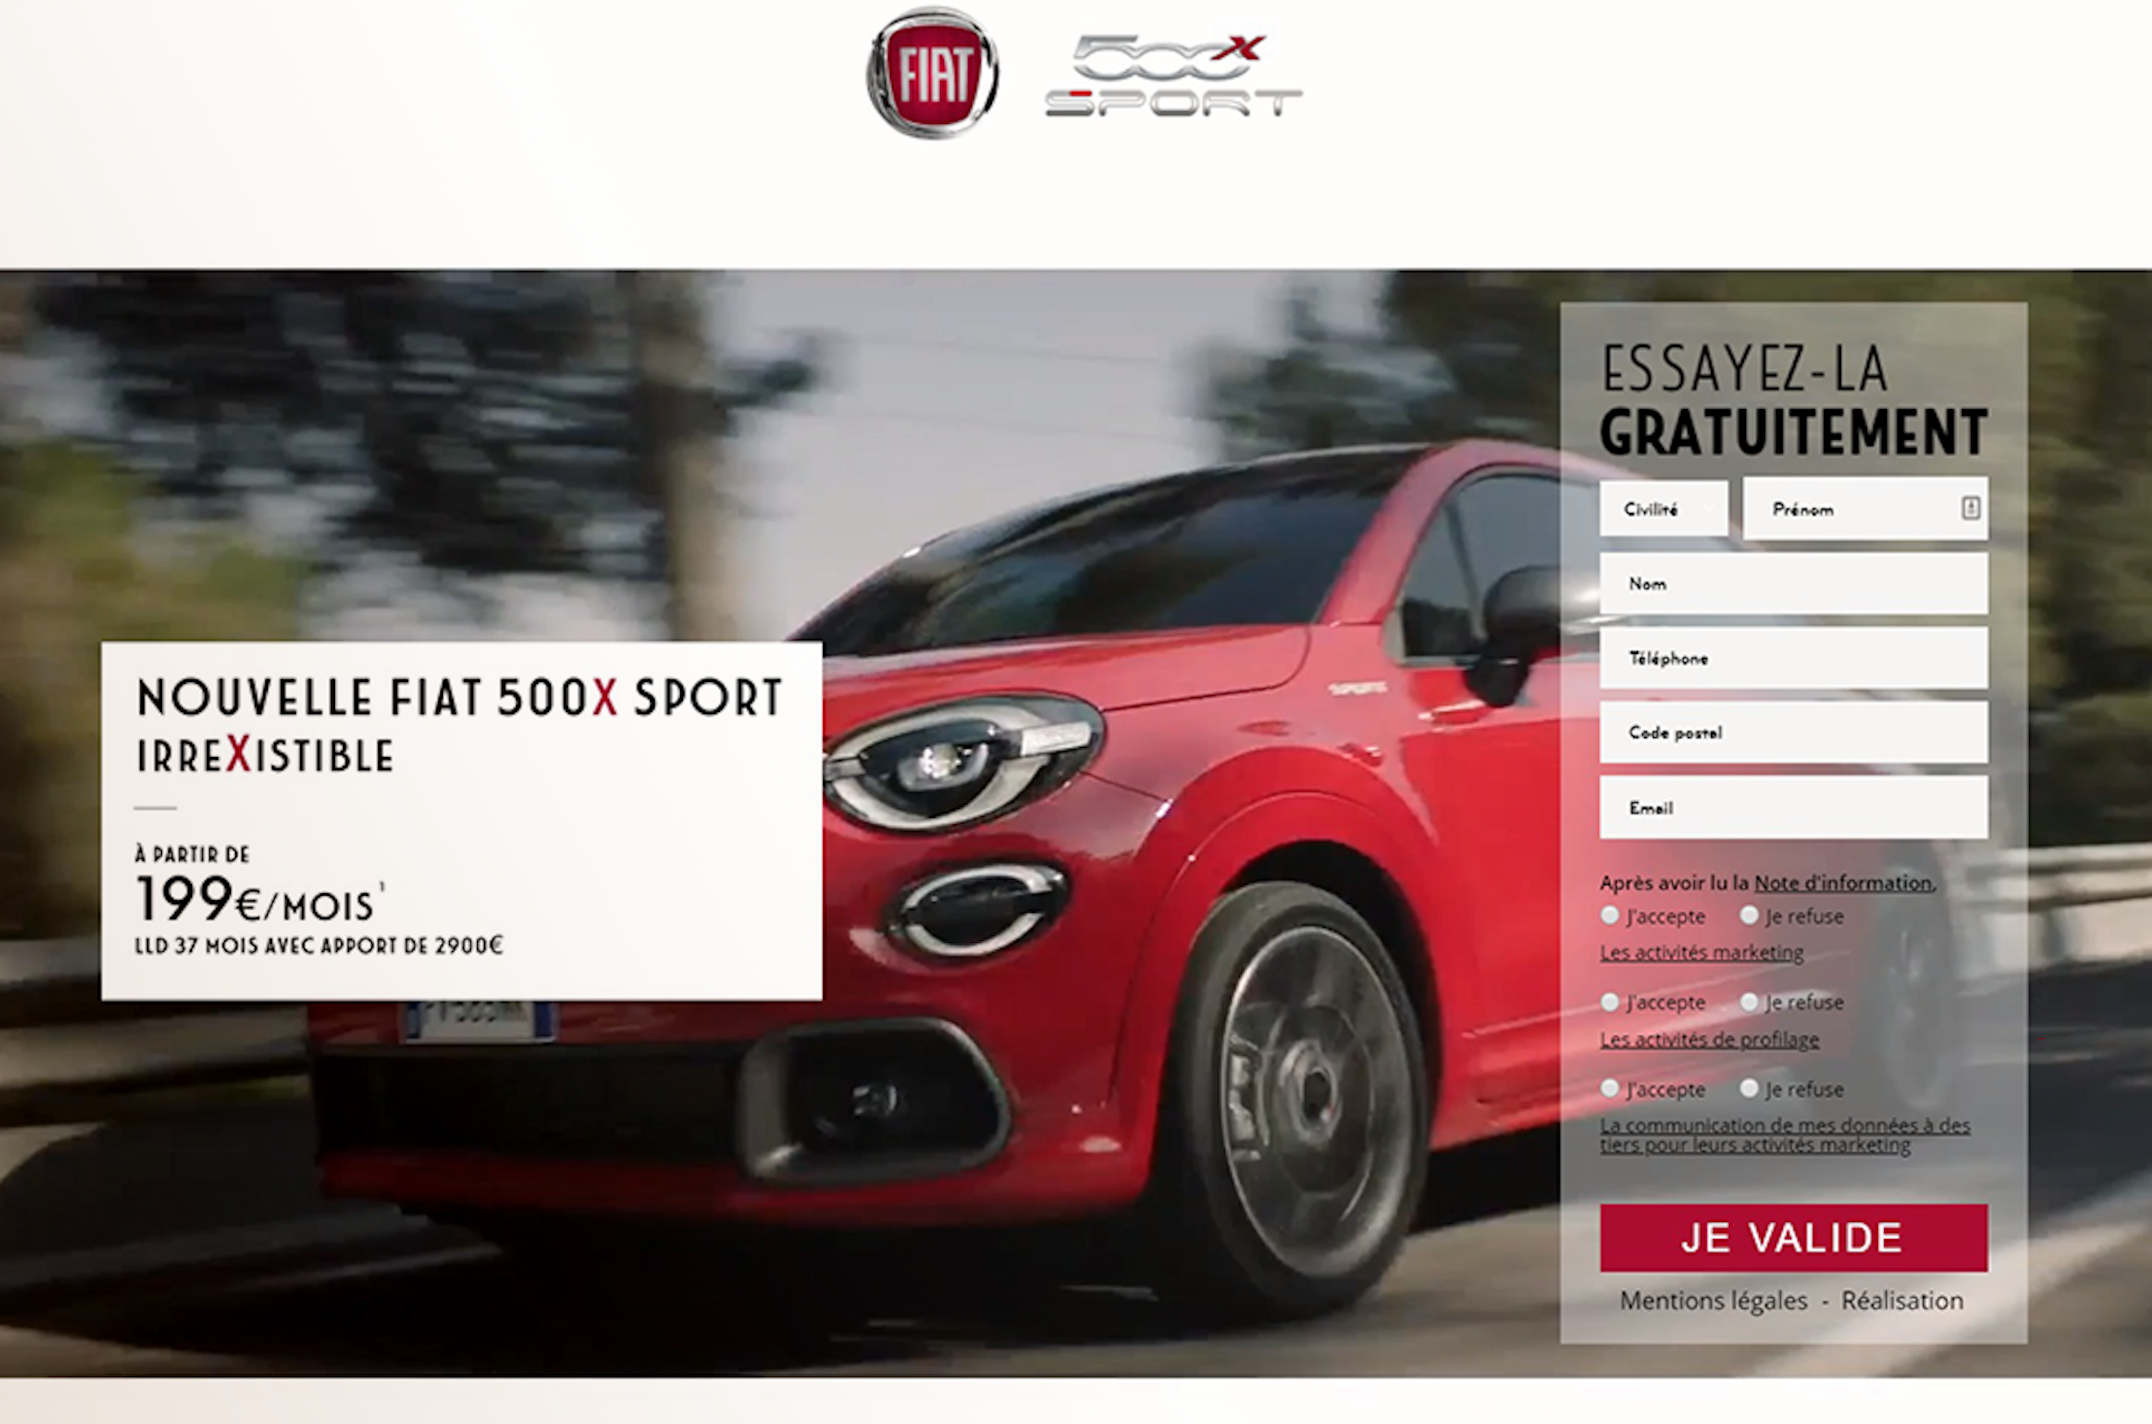 FIAT
500X
SPORT
ESSAYEZ-LA
GRATUITEMENT
Civilité
Prénom
Nom
Téléphone
Code postal
Email
Après avoir lu la Note d'information,
J'accepte Je refuse
Les activités marketing
J'accepte Je refuse
Les activités de profilage
J'accepte Je refuse
La communication de mes données à des
tiers pour leurs activités marketing
JE VALIDE
Mentions légales - Réalisation
NOUVELLE FIAT 500X SPORT
IRREXISTIBLE
À PARTIR DE
199€/MOIS¹
LLD 37 MOIS AVEC APPORT DE 2900€
SPORT